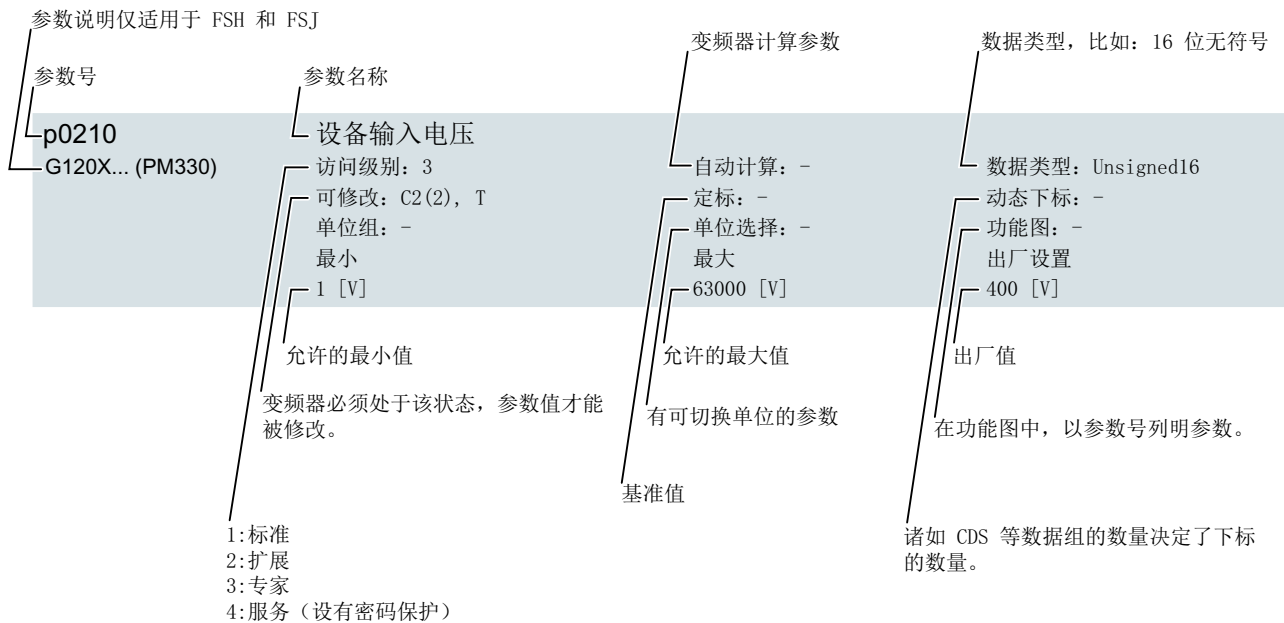 参数说明仅适用于 FSH 和 FSJ
变频器计算参数
数据类型，比如：16 位无符号
参数号
参数名称
p0210
设备输入电压
G120X... (PM330)
访问级别：3
自动计算：-
数据类型：Unsigned16
可修改：C2(2), T
定标：-
动态下标：-
单位组：-
单位选择：-
功能图：-
最小
最大
出厂设置
1 [V]
63000 [V]
400 [V]
允许的最小值
允许的最大值
出厂值
变频器必须处于该状态，参数值才能
被修改。
有可切换单位的参数
在功能图中，以参数号列明参数。
基准值
1:标准
2:扩展
3:专家
4:服务（设有密码保护）
诸如 CDS 等数据组的数量决定了下标
的数量。